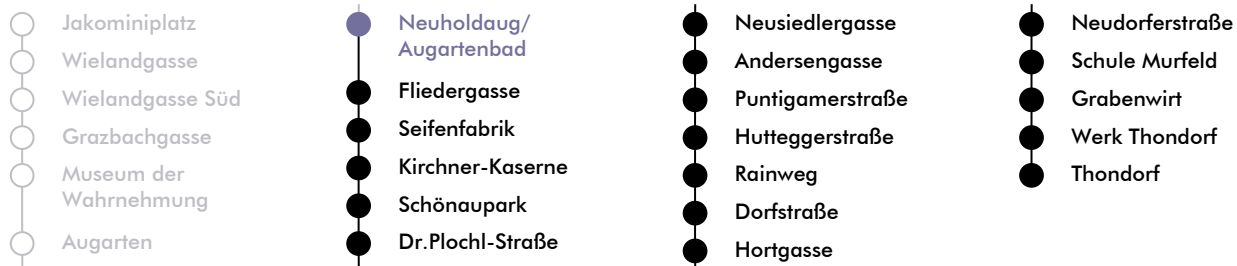 Jakominiplatz
Wielandgasse
Wielandgasse Süd
Grazbachgasse
Museum der
Wahrnehmung
Augarten
Neuholdaug/
Augartenbad
Fliedergasse
Seifenfabrik
Kirchner-Kaserne
Schönaupark
Dr.Plochl-Straße
Neusiedlergasse
Andersengasse
Puntigamerstraße
Hutteggerstraße
Rainweg
Dorfstraße
Hortgasse
Neudorferstraße
Schule Murfeld
Grabenwirt
Werk Thondorf
Thondorf